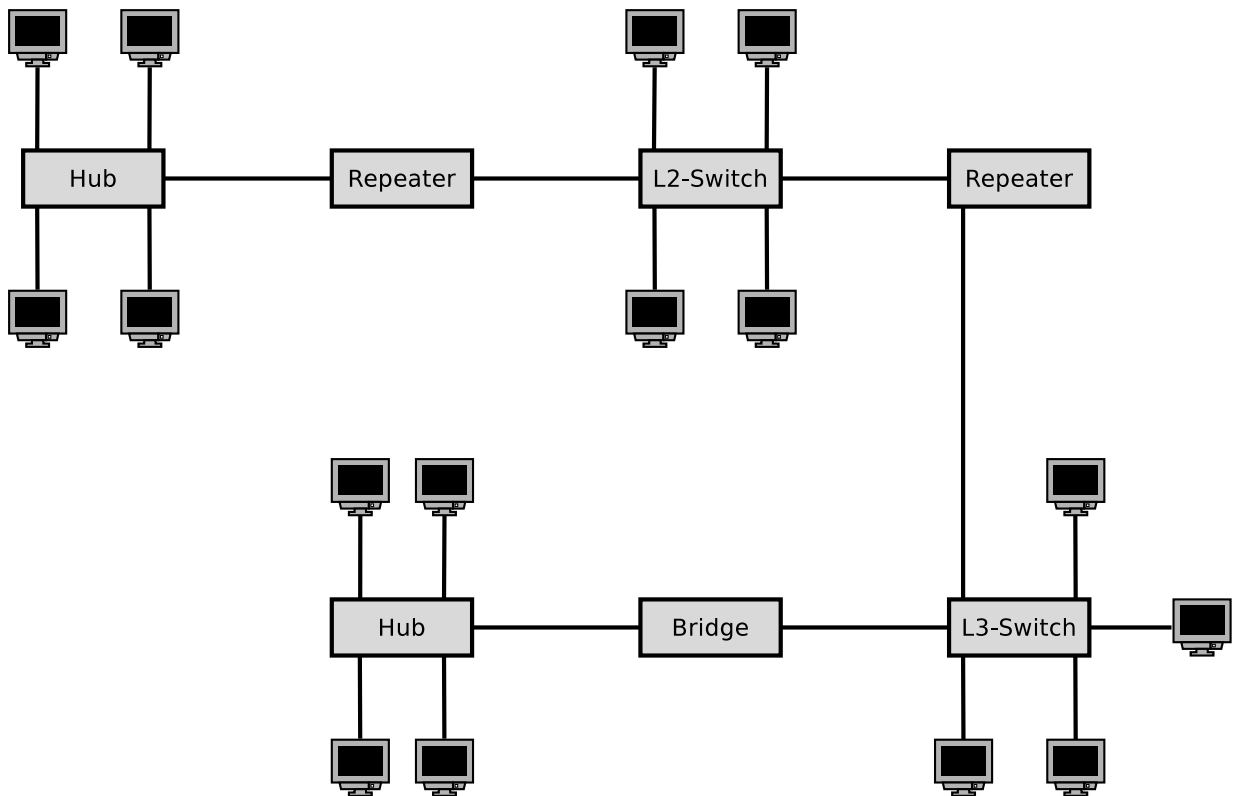 Hub
Repeater
L2-Switch
Repeater
Hub
Bridge
L3-Switch